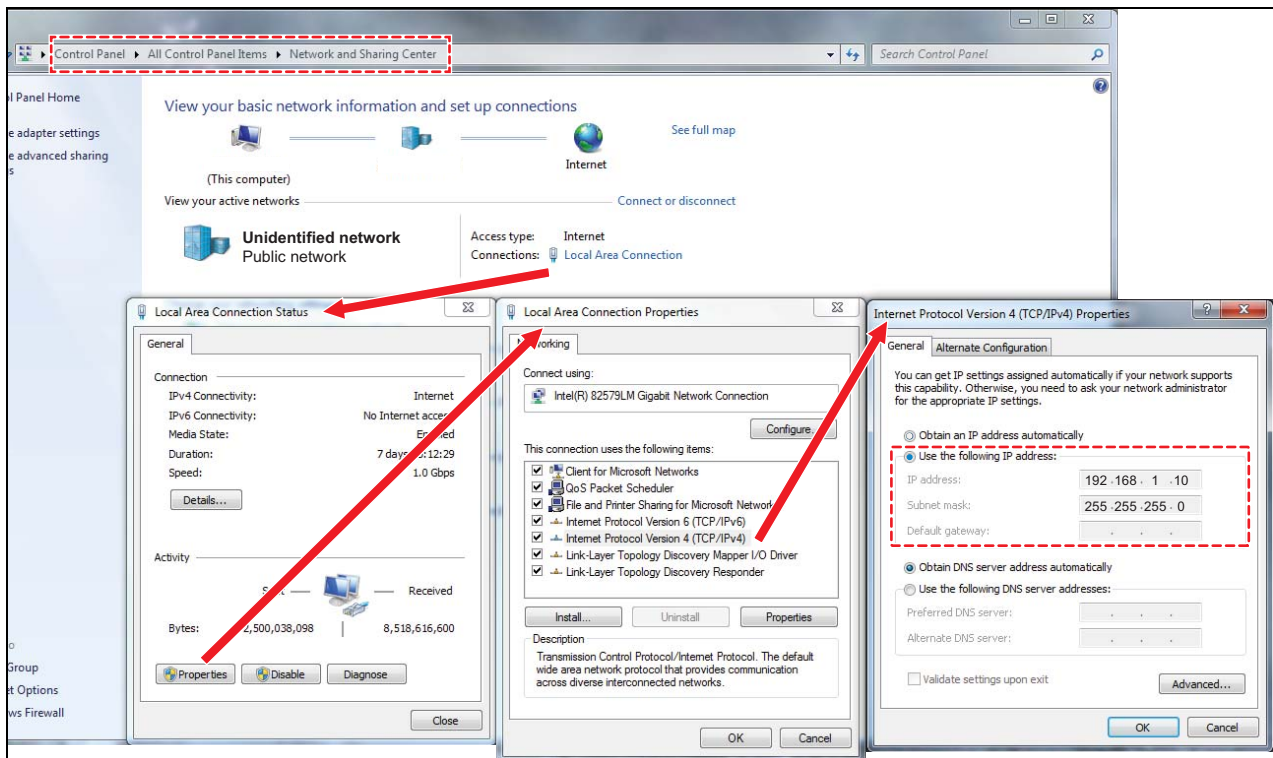 Control Panel ▸ All Control Panel Items ▸ Network and Sharing Center
Search Control Panel
l Panel Home
e adapter settings
e advanced sharing
s
View your basic network information and set up connections
See full map
(This computer)
Internet
View your active networks
Connect or disconnect
Unidentified network
Public network
Access type: Internet
Connections: Local Area Connection
o
Group
et Options
ws Firewall
Local Area Connection Status
General
Connection
IPv4 Connectivity: Internet
IPv6 Connectivity: No Internet access
Media State:
Duration: 7 days
Speed: 1.0 Gbps
Details...
Activity
Received
Bytes: 2,500,038,098 8,518,616,600
Properties Disable Diagnose
Close
Local Area Connection Properties
Networking
Connect using:
Intel(R) 82579LM Gigabit Network Connection
Configure...
This connection uses the following items:
Client for Microsoft Networks
QoS Packet Scheduler
File and Printer Sharing for Microsoft Network
Internet Protocol Version 6 (TCP/IPv6)
Internet Protocol Version 4 (TCP/IPv4)
Link-Layer Topology Discovery Mapper I/O Driver
Link-Layer Topology Discovery Responder
Install... Uninstall Properties
Description
Transmission Control Protocol/Internet Protocol. The default
wide area network protocol that provides communication
across diverse interconnected networks.
OK Cancel
Internet Protocol Version 4 (TCP/IPv4) Properties
General Alternate Configuration
You can get IP settings assigned automatically if your network supports
this capability. Otherwise, you need to ask your network administrator
for the appropriate IP settings.
Obtain an IP address automatically
Use the following IP address:
IP address: 192 . 168 . 1 . 10
Subnet mask: 255 . 255 . 255 . 0
Default gateway: . . .
Obtain DNS server address automatically
Use the following DNS server addresses:
Preferred DNS server: . . .
Alternate DNS server: . . .
Validate settings upon exit
Advanced...
OK Cancel